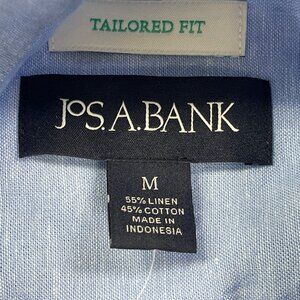 TAILORED FIT
JOS. A. BANK
M
55% LINEN
45% COTTON
MADE IN
INDONESIA